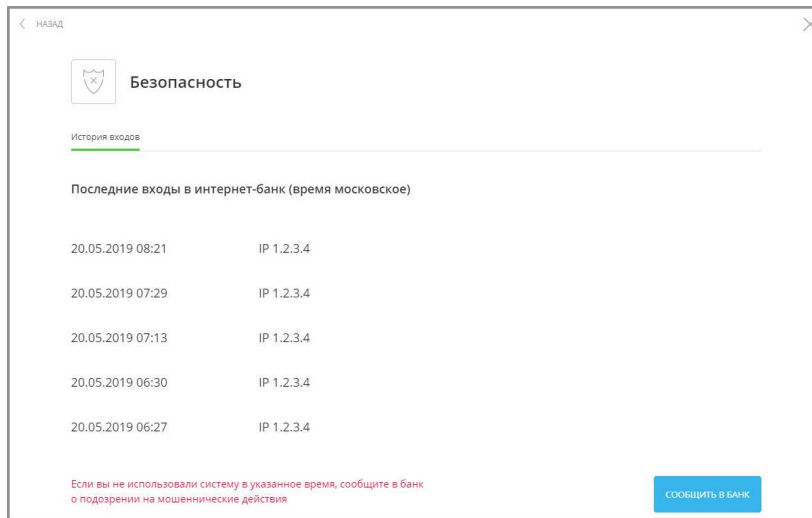 НАЗАД
Безопасность
История входов
Последние входы в интернет-банк (время московское)
20.05.2019 08:21 IP 1.2.3.4
20.05.2019 07:29 IP 1.2.3.4
20.05.2019 07:13 IP 1.2.3.4
20.05.2019 06:30 IP 1.2.3.4
20.05.2019 06:27 IP 1.2.3.4
Если вы не использовали систему в указанное время, сообщите в банк
о подозрении на мошеннические действия
СООБЩИТЬ В БАНК